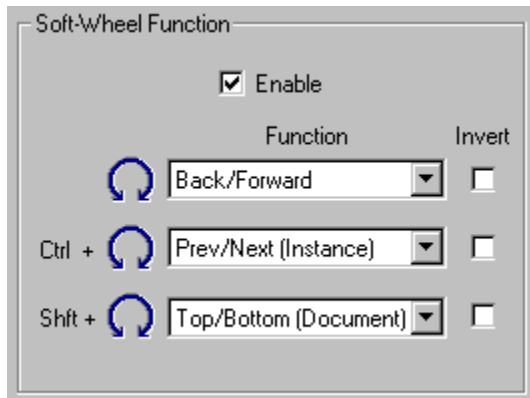 Soft-Wheel Function
Enable
Function Invert
Back/Forward
Ctrl + Prev/Next (Instance)
Shft + Top/Bottom (Document)